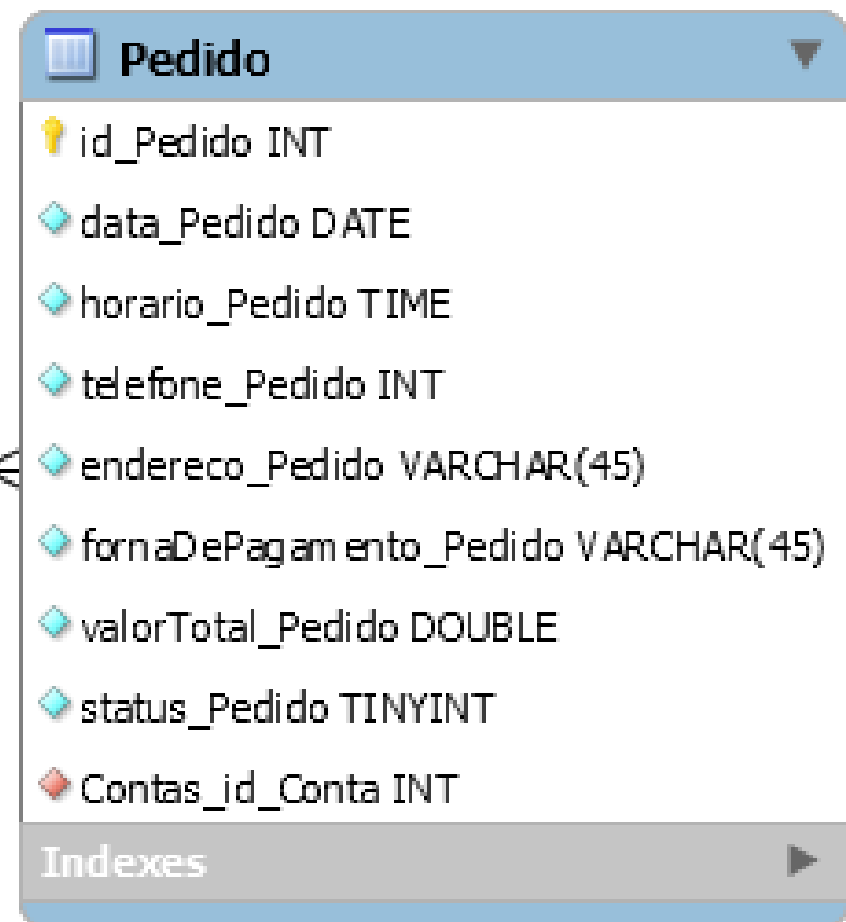 Pedido
id_Pedido INT
data_Pedido DATE
horario_Pedido TIME
telefone_Pedido INT
endereco_Pedido VARCHAR(45)
fornaDePagamento_Pedido VARCHAR(45)
valorTotal_Pedido DOUBLE
status_Pedido TINYINT
Contas_id_Conta INT
Indexes